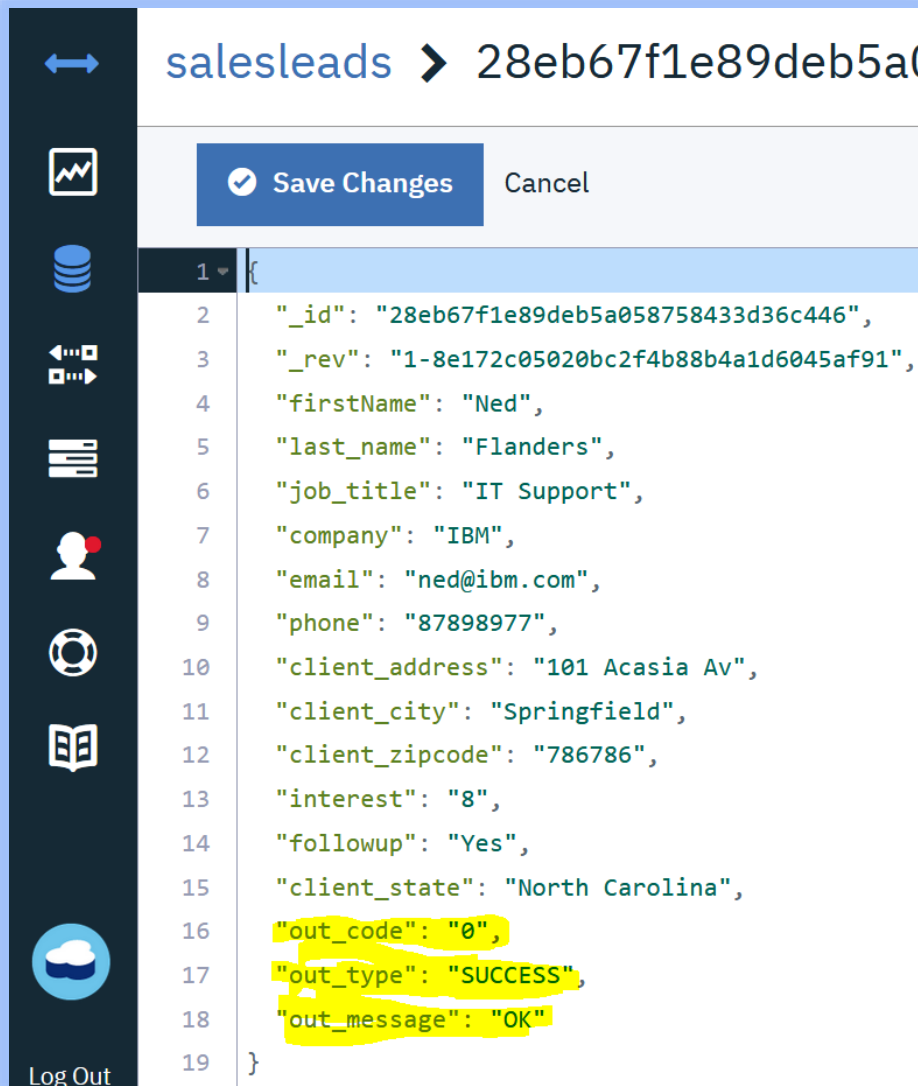 salesleads > 28eb67f1e89deb5a0
Save Changes Cancel
1 {
2 "_id": "28eb67f1e89deb5a058758433d36c446",
3 "_rev": "1-8e172c05020bc2f4b88b4a1d6045af91",
4 "firstName": "Ned",
5 "last_name": "Flanders",
6 "job_title": "IT Support",
7 "company": "IBM",
8 "email": "ned@ibm.com",
9 "phone": "87898977",
10 "client_address": "101 Acasia Av",
11 "client_city": "Springfield",
12 "client_zipcode": "786786",
13 "interest": "8",
14 "followup": "Yes",
15 "client_state": "North Carolina",
16 "out_code": "0",
17 "out_type": "SUCCESS",
18 "out_message": "OK"
19 }
Log Out